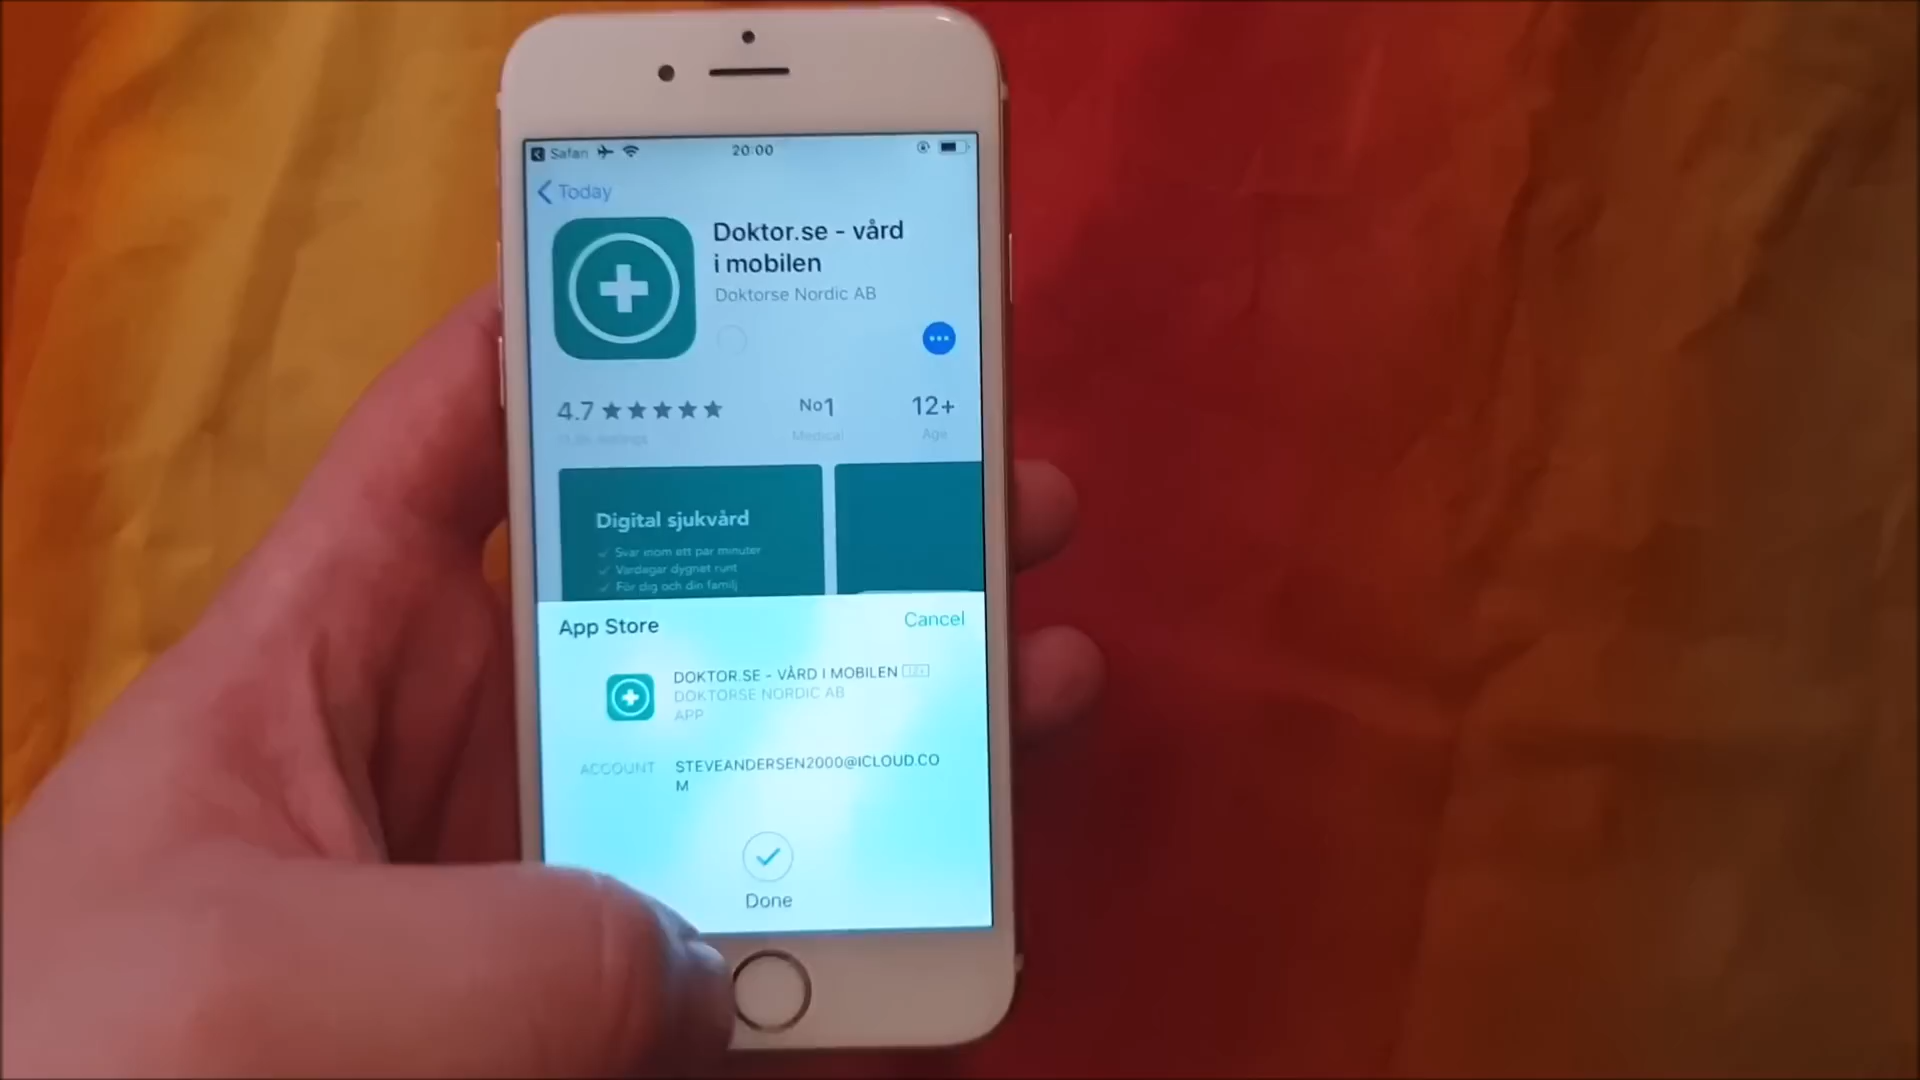 Safari
20:00
Today
Doktor.se - vård
i mobilen
Doktorse Nordic AB
4.7
No1
12+
Medical
Age
Digital sjukvård
Svar inom ett par minuter
Vardagar dygnet runt
För dig och din familj
App Store
Cancel
DOKTOR.SE - VÅRD I MOBILEN 12+
DOKTORSE NORDIC AB
APP
ACCOUNT
STEVEANDERSEN2000@ICLOUD.CO
M
Done